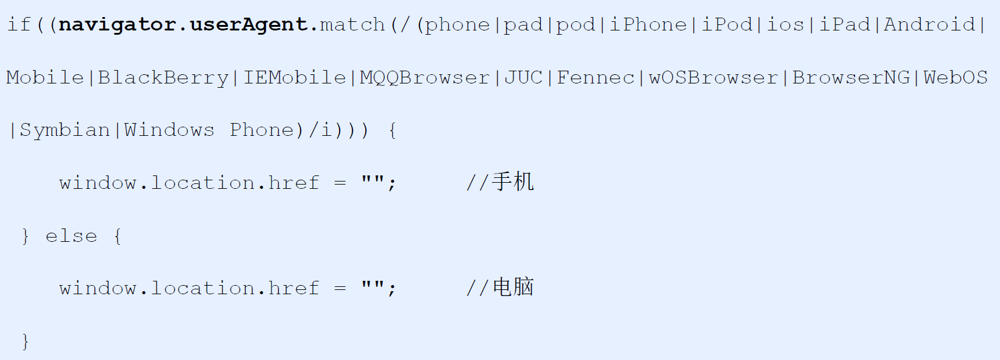 if((navigator.userAgent.match(/(phone|pad|pod|iPhone|iPod|ios|iPad|Android|
Mobile|BlackBerry|IEMobile|MQQBrowser|JUC|Fennec|wOSBrowser|BrowserNG|WebOS
|Symbian|Windows Phone)/i))) {
window.location.href = ""; //手机
} else {
window.location.href = ""; //电脑
}